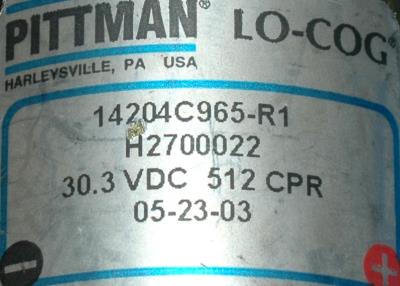 PITTMAN LO-COG®
HARLEYSVILLE, PA USA
14204C965-R1
H2700022
30.3 VDC 512 CPR
05-23-03
- +